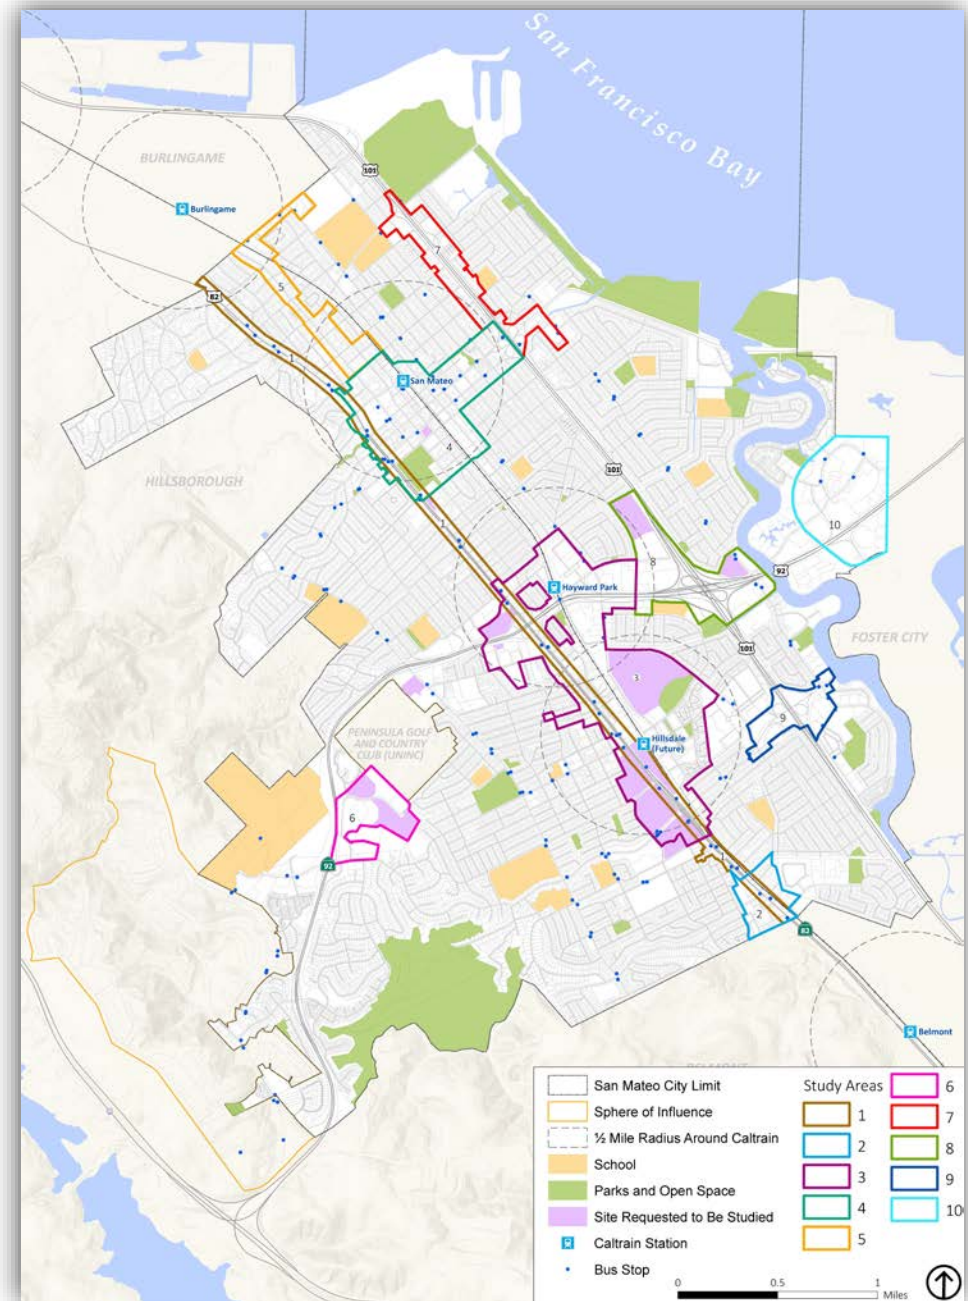 San Francisco Bay
BURLINGAME
101
Burlingame
7
82
5
1
San Mateo
4
HILLSBOROUGH
101
10
1
8
92
Hayward Park
FOSTER CITY
101
3
9
PENINSULA GOLF
AND COUNTRY
CLUB (UNINC)
Hillsdale
(Future)
6
92
1
2
82
Belmont
San Mateo City Limit
Sphere of Influence
½ Mile Radius Around Caltrain
School
Parks and Open Space
Site Requested to Be Studied
Caltrain Station
Bus Stop
Study Areas
1
2
3
4
5
6
7
8
9
10
0 0.5 1
Miles